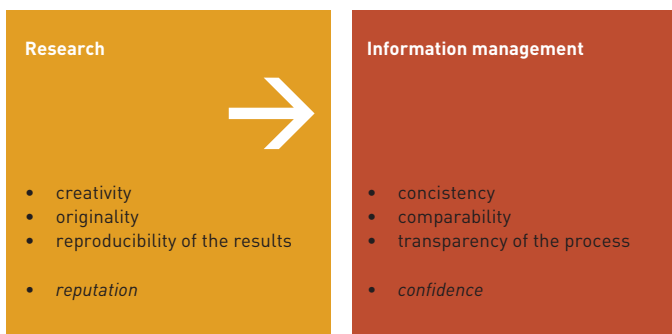 Research
• creativity
• originality
• reproducibility of the results
• reputation
Information management
• concistency
• comparability
• transparency of the process
• confidence